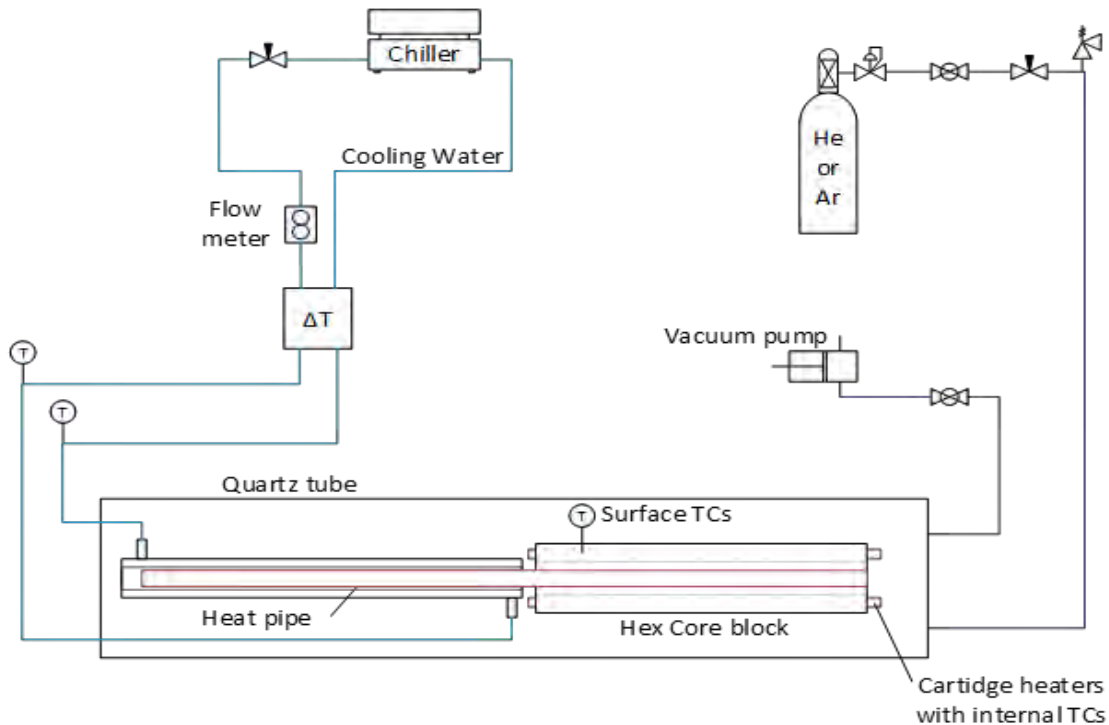 Chiller
Cooling Water
He
or
Ar
Flow
meter
ΔT
Vacuum pump
T
T
Quartz tube
T
Surface TCs
Heat pipe
Hex Core block
Cartidge heaters
with internal TCs